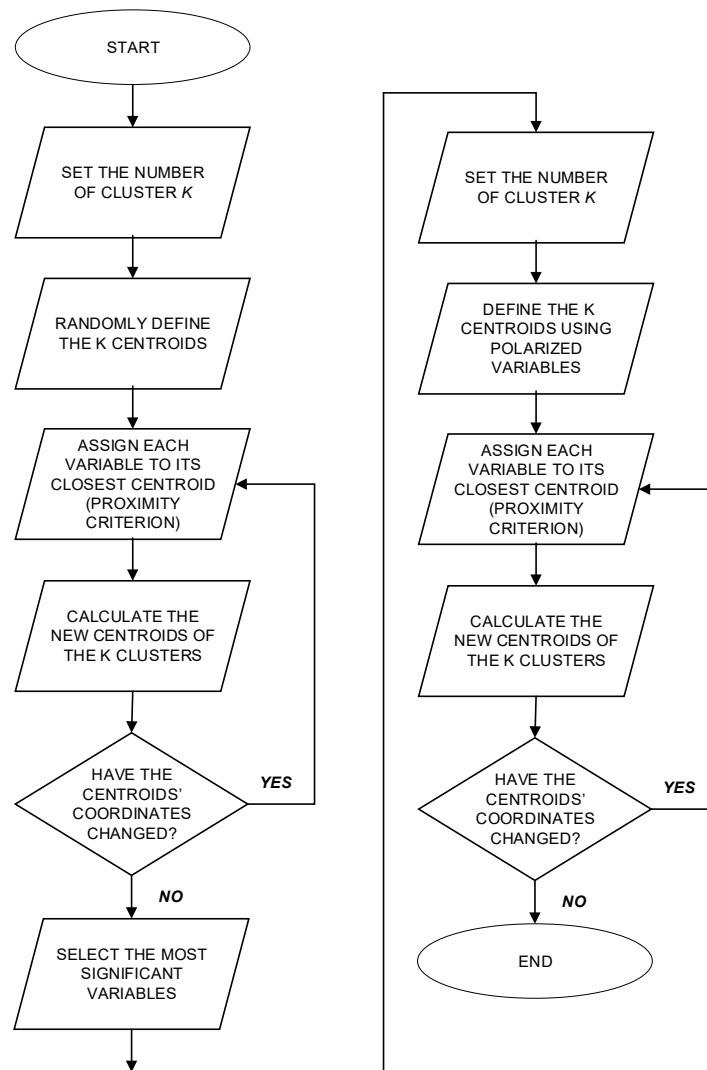 START
SET THE NUMBER
OF CLUSTER K
RANDOMLY DEFINE
THE K CENTROIDS
ASSIGN EACH
VARIABLE TO ITS
CLOSEST CENTROID
(PROXIMITY
CRITERION)
CALCULATE THE
NEW CENTROIDS OF
THE K CLUSTERS
HAVE THE
CENTROIDS'
COORDINATES
CHANGED?
YES
NO
SELECT THE MOST
SIGNIFICANT
VARIABLES
SET THE NUMBER
OF CLUSTER K
DEFINE THE K
CENTROIDS USING
POLARIZED
VARIABLES
ASSIGN EACH
VARIABLE TO ITS
CLOSEST CENTROID
(PROXIMITY
CRITERION)
CALCULATE THE
NEW CENTROIDS OF
THE K CLUSTERS
HAVE THE
CENTROIDS'
COORDINATES
CHANGED?
YES
NO
END